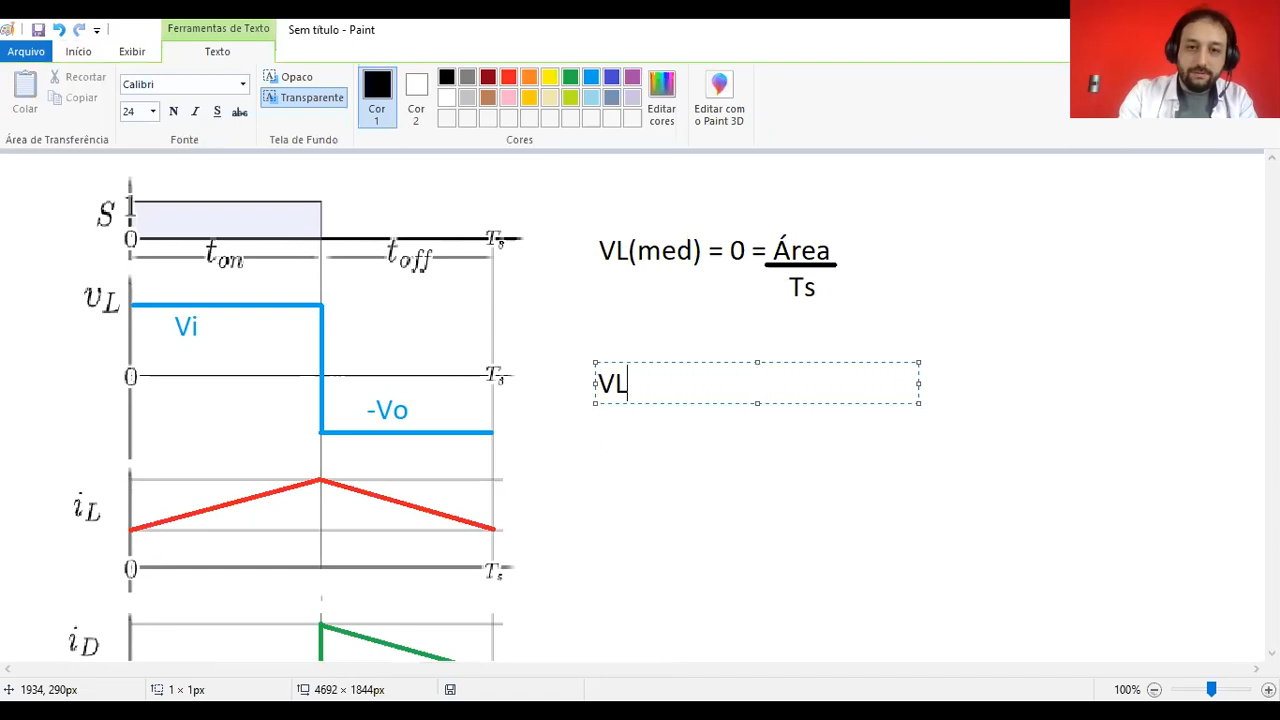 Ferramentas de Texto
Sem título - Paint
Arquivo Início Exibir Texto
Colar
Recortar
Copiar
Área de Transferência
Calibri
24 N I S abc
Fonte
Opaco
Transparente
Tela de Fundo
Cor 1
Cor 2
Cores
Editar cores
Editar com o Paint 3D
S 1
0 ton toff Ts
vL
Vi
0 Ts
-Vo
iL
0 Ts
iD
VL(med) = 0 = Área
Ts
VL
1934, 290px 1 × 1px 4692 × 1844px 100%